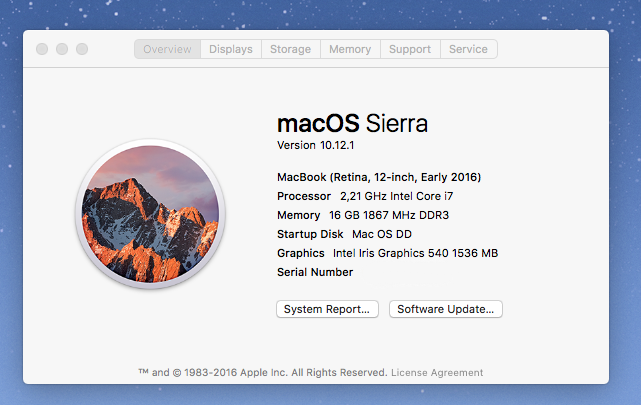 Overview Displays Storage Memory Support Service
macOS Sierra
Version 10.12.1
MacBook (Retina, 12-inch, Early 2016)
Processor 2,21 GHz Intel Core i7
Memory 16 GB 1867 MHz DDR3
Startup Disk Mac OS DD
Graphics Intel Iris Graphics 540 1536 MB
Serial Number
System Report... Software Update...
™ and © 1983-2016 Apple Inc. All Rights Reserved. License Agreement